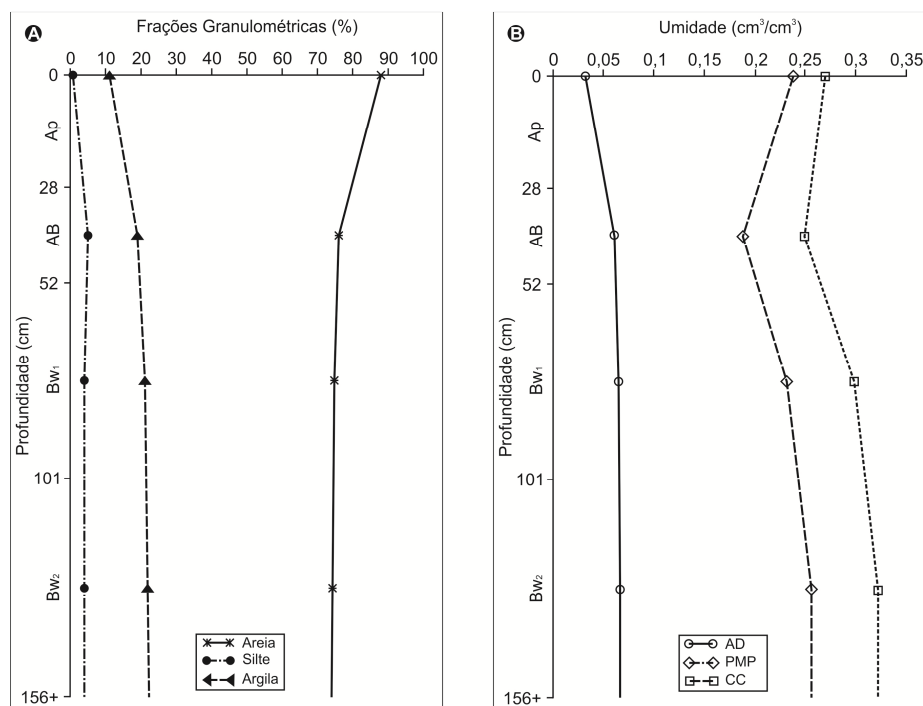 A
Frações Granulométricas (%)
0 10 20 30 40 50 60 70 80 90 100
0
Ap
28
AB
52
Bw1
101
Bw2
156+
Profundidade (cm)
Areia
Silte
Argila
B
Umidade (cm³/cm³)
0 0,05 0,1 0,15 0,2 0,25 0,3 0,35
0
Ap
28
AB
52
Bw1
101
Bw2
156+
Profundidade (cm)
AD
PMP
CC